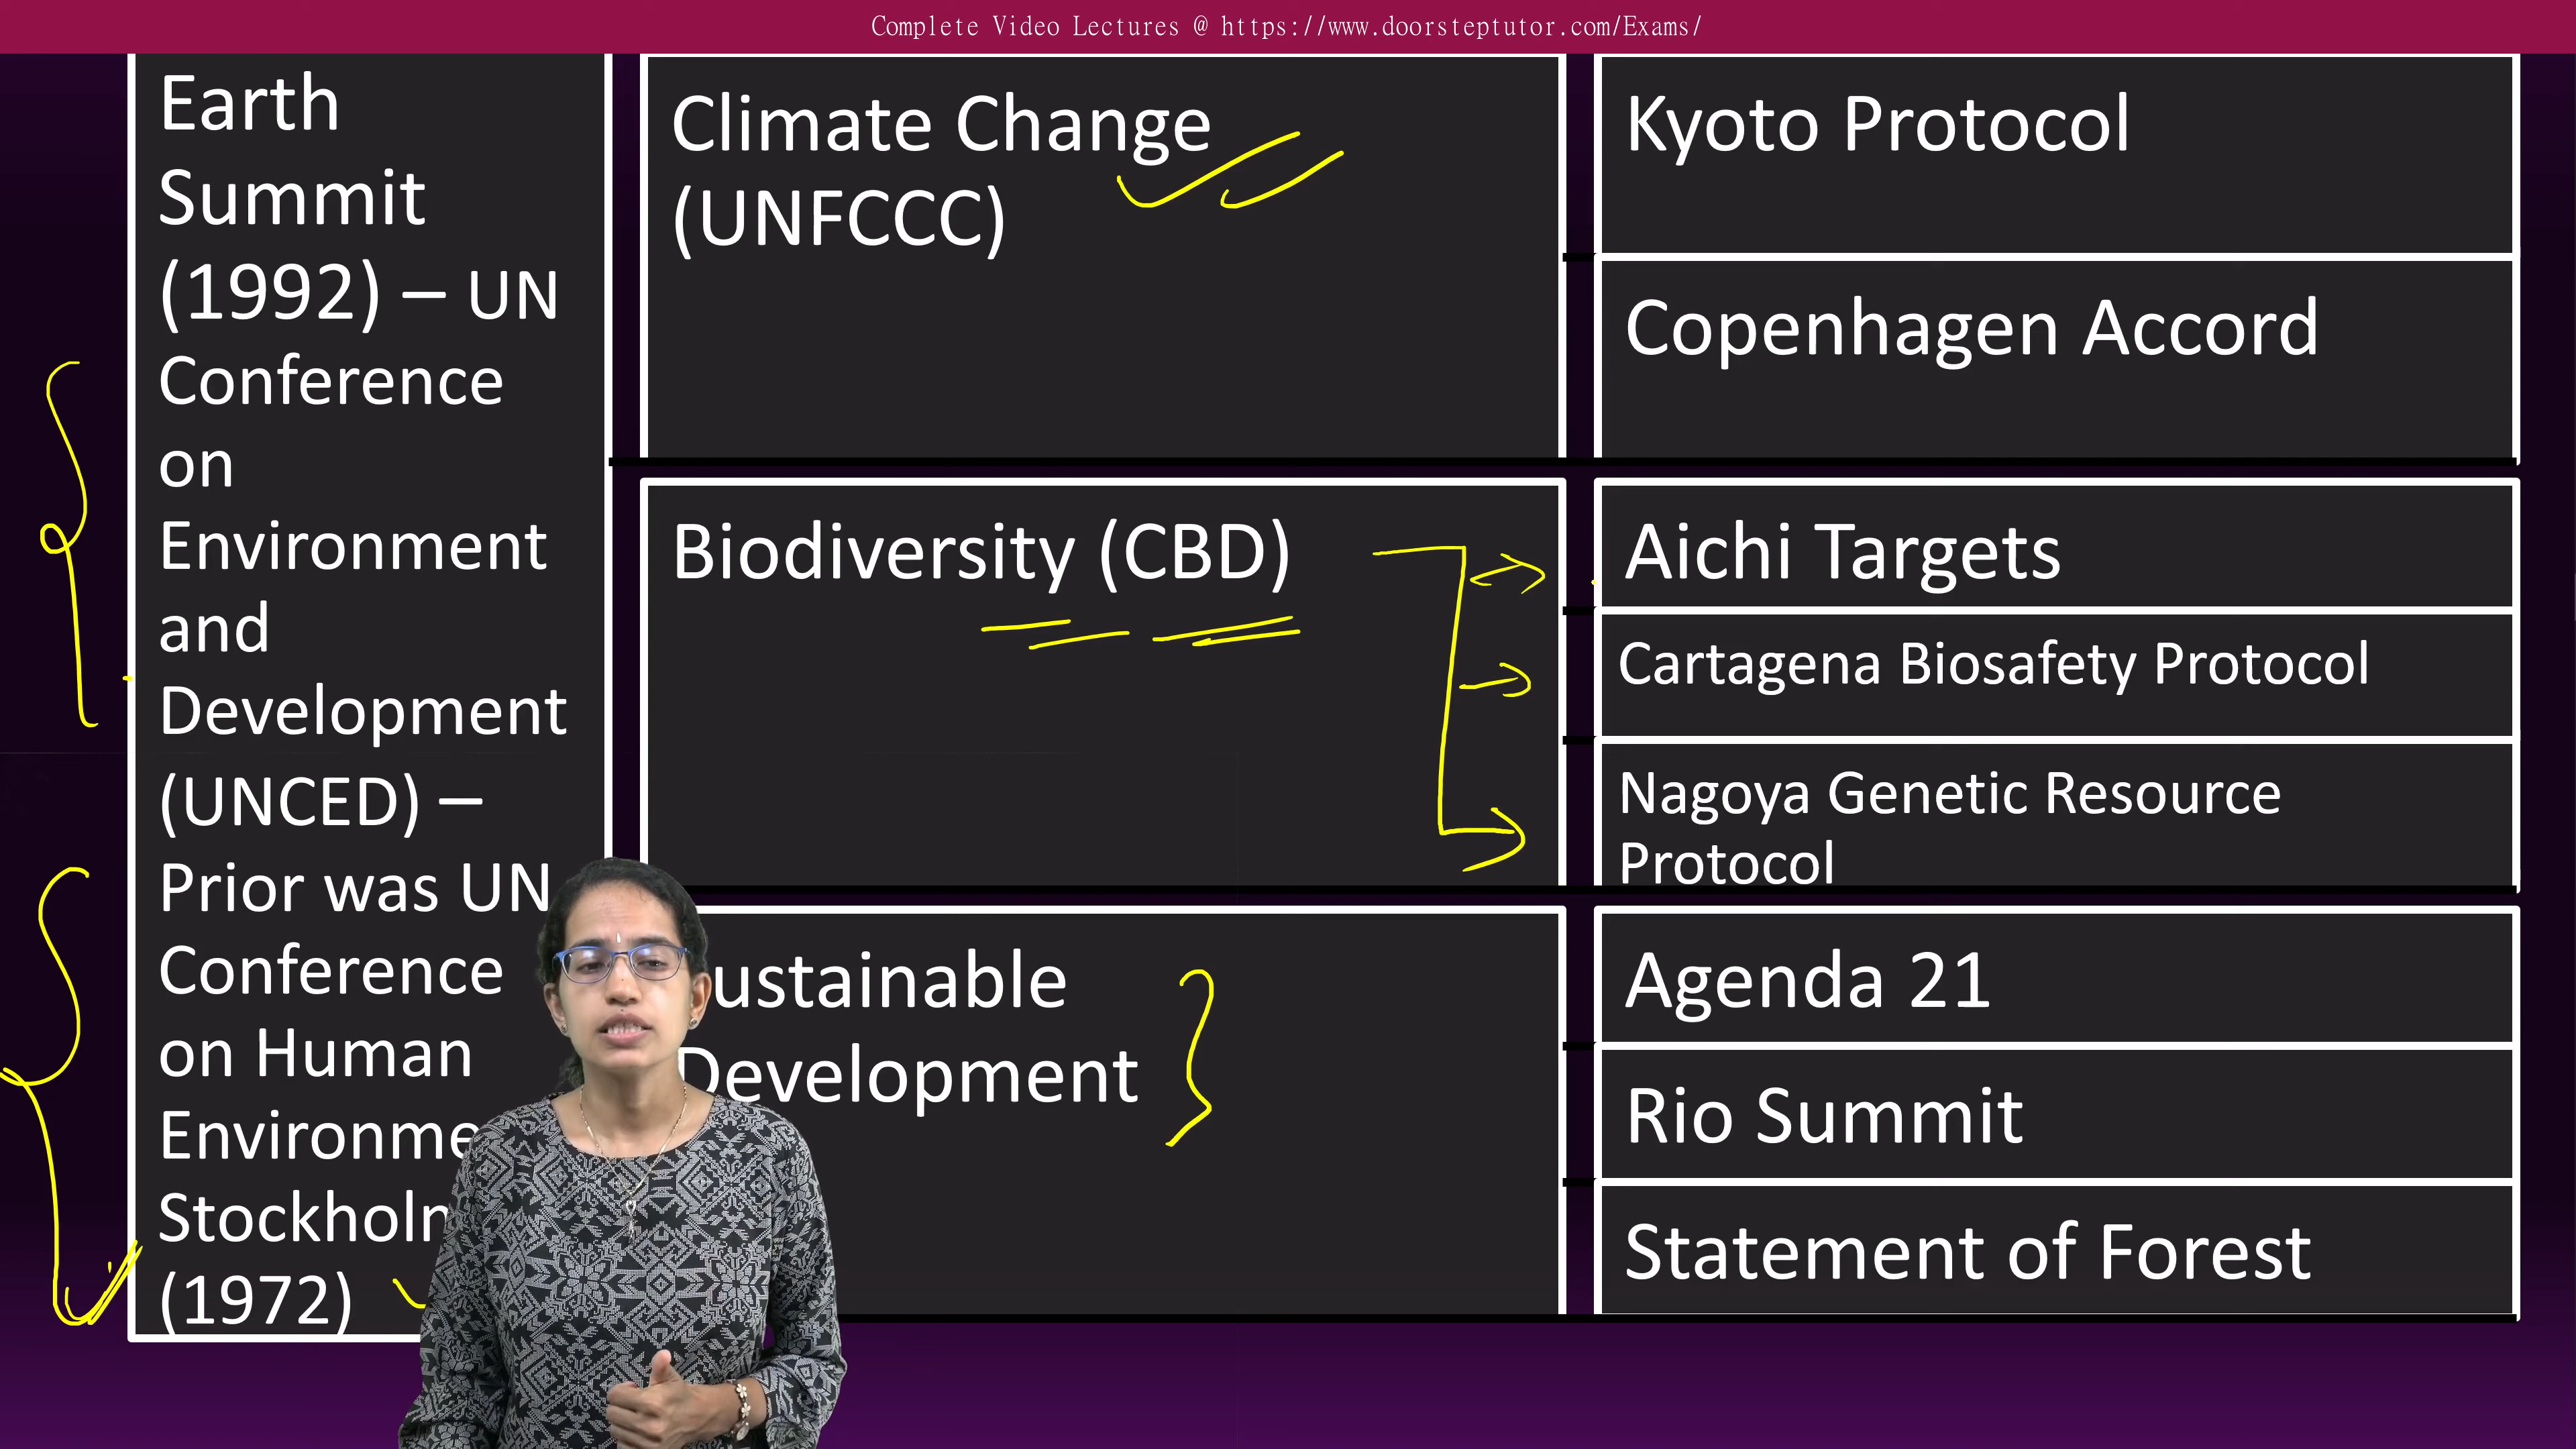 Complete Video Lectures @ https://www.doorsteptutor.com/Exams/
Earth
Summit
(1992) – UN
Conference
on
Environment
and
Development
(UNCED) –
Prior was UN
Conference
on Human
Stockholm
(1972)
Climate Change
(UNFCCC)
Biodiversity (CBD)
Development
Kyoto Protocol
Copenhagen Accord
Aichi Targets
Cartagena Biosafety Protocol
Nagoya Genetic Resource
Protocol
Agenda 21
Rio Summit
Statement of Forest